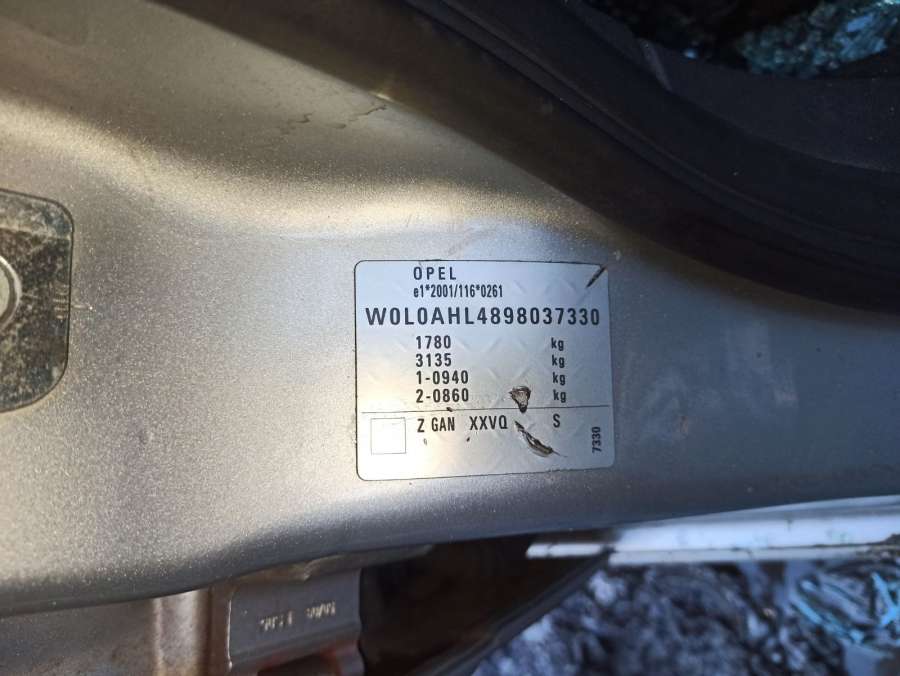 OPEL
e1*2001/116*0261
W0L0AHL4898037330
1780 kg
3135 kg
1-0940 kg
2-0860 kg
Z GAN XXVQ S
7330